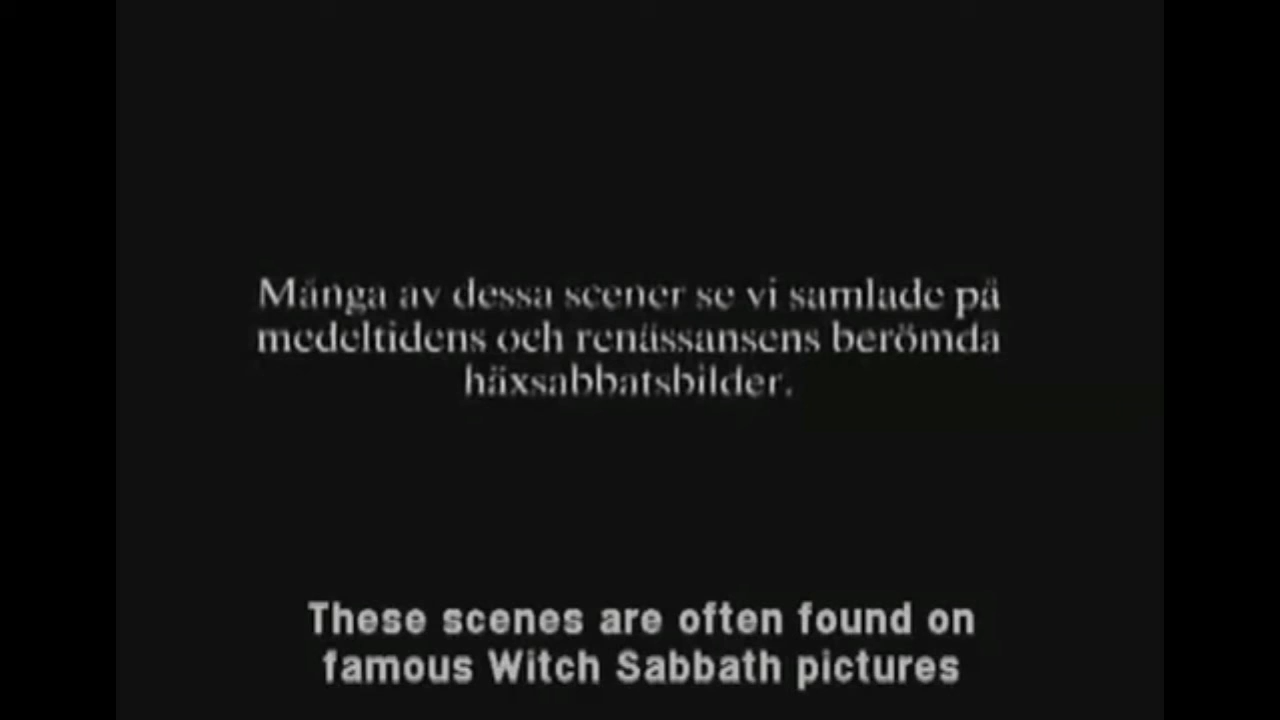 Många av dessa scener se vi samlade på
medeltidens och renässansens berömda
häxsabbatsbilder.
These scenes are often found on
famous Witch Sabbath pictures